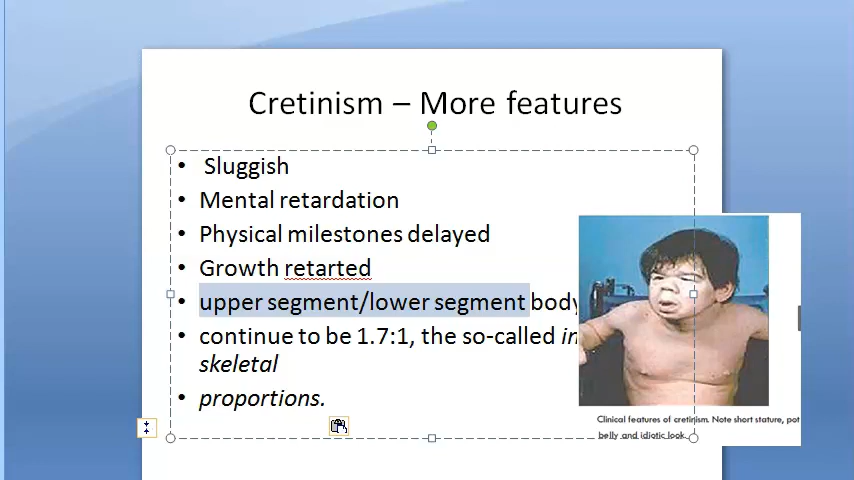 Cretinism – More features
• Sluggish
• Mental retardation
• Physical milestones delayed
• Growth retarted
• upper segment/lower segment body
• continue to be 1.7:1, the so-called in
skeletal
• proportions.
Clinical features of cretinism. Note short stature, pot
belly and idiotic look.